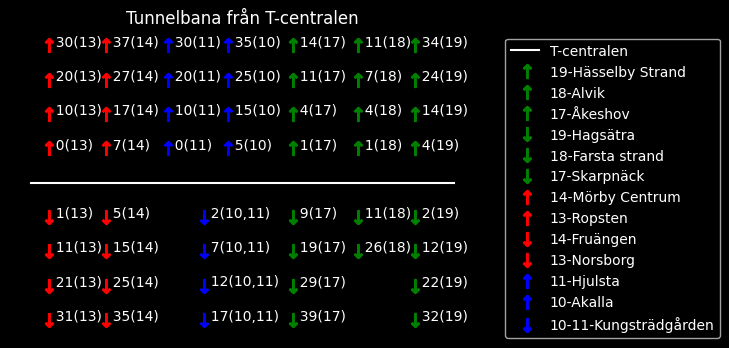 Tunnelbana från T-centralen
30(13) 37(14) 30(11) 35(10) 14(17) 11(18) 34(19)
20(13) 27(14) 20(11) 25(10) 11(17) 7(18) 24(19)
10(13) 17(14) 10(11) 15(10) 4(17) 4(18) 14(19)
0(13) 7(14) 0(11) 5(10) 1(17) 1(18) 4(19)
1(13) 5(14) 2(10,11) 9(17) 11(18) 2(19)
11(13) 15(14) 7(10,11) 19(17) 26(18) 12(19)
21(13) 25(14) 12(10,11) 29(17) 22(19)
31(13) 35(14) 17(10,11) 39(17) 32(19)
T-centralen
19-Hässelby Strand
18-Alvik
17-Åkeshov
19-Hagsätra
18-Farsta strand
17-Skarpnäck
14-Mörby Centrum
13-Ropsten
14-Fruängen
13-Norsborg
11-Hjulsta
10-Akalla
10-11-Kungsträdgården